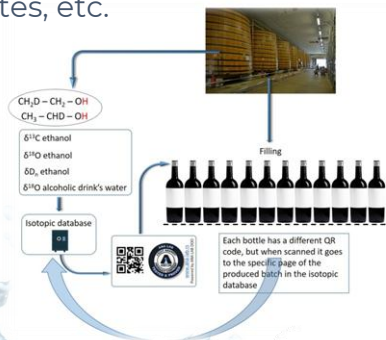 tes, etc.
CH₂D – CH₂ – OH
CH₃ – CHD – OH
δ¹³C ethanol
δ¹⁸O ethanol
δDₙ ethanol
δ¹⁸O alcoholic drink's water
Isotopic database
Filling
Each bottle has a different QR
code, but when scanned it goes
to the specific page of the
produced batch in the isotopic
database